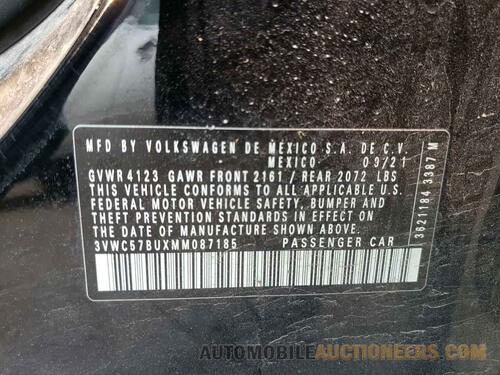 MFD BY VOLKSWAGEN DE MEXICO S.A. DE C.V.
MEXICO 09/21
GVWR 4123 GAWR FRONT 2161 / REAR 2072 LBS
THIS VEHICLE CONFORMS TO ALL APPLICABLE U.S.
FEDERAL MOTOR VEHICLE SAFETY, BUMPER AND
THEFT PREVENTION STANDARDS IN EFFECT ON THE
DATE OF MANUFACTURE SHOWN ABOVE
3VWC57BUXMM087185 PASSENGER CAR
3621184 3387 M
AUTOMOBILEAUCTIONEERS.COM